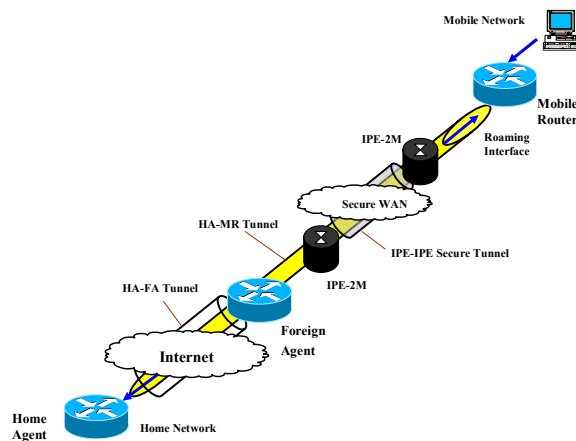 Mobile Network
Mobile
Router
IPE-2M
Roaming
Interface
Secure WAN
HA-MR Tunnel
IPE-IPE Secure Tunnel
IPE-2M
HA-FA Tunnel
Foreign
Agent
Internet
Home
Agent
Home Network